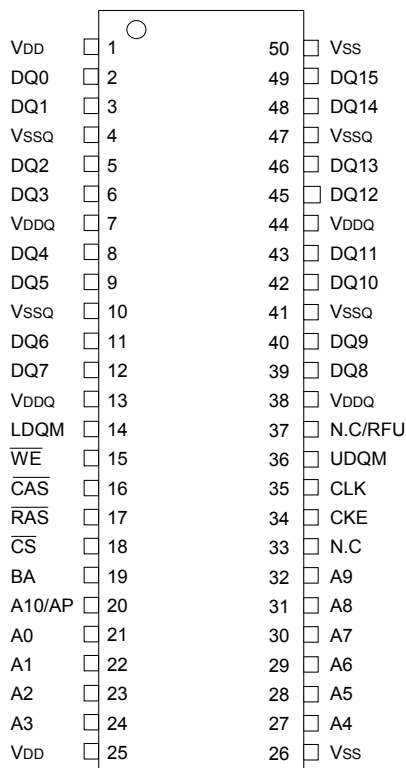 VDD 1 50 VSS
DQ0 2 49 DQ15
DQ1 3 48 DQ14
VSSQ 4 47 VSSQ
DQ2 5 46 DQ13
DQ3 6 45 DQ12
VDDQ 7 44 VDDQ
DQ4 8 43 DQ11
DQ5 9 42 DQ10
VSSQ 10 41 VSSQ
DQ6 11 40 DQ9
DQ7 12 39 DQ8
VDDQ 13 38 VDDQ
LDQM 14 37 N.C/RFU
W̅E̅ 15 36 UDQM
C̅A̅S̅ 16 35 CLK
R̅A̅S̅ 17 34 CKE
C̅S̅ 18 33 N.C
BA 19 32 A9
A10/AP 20 31 A8
A0 21 30 A7
A1 22 29 A6
A2 23 28 A5
A3 24 27 A4
VDD 25 26 VSS